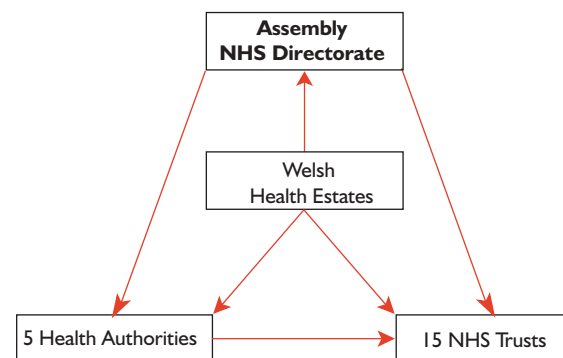 Assembly
NHS Directorate
Welsh
Health Estates
5 Health Authorities
15 NHS Trusts